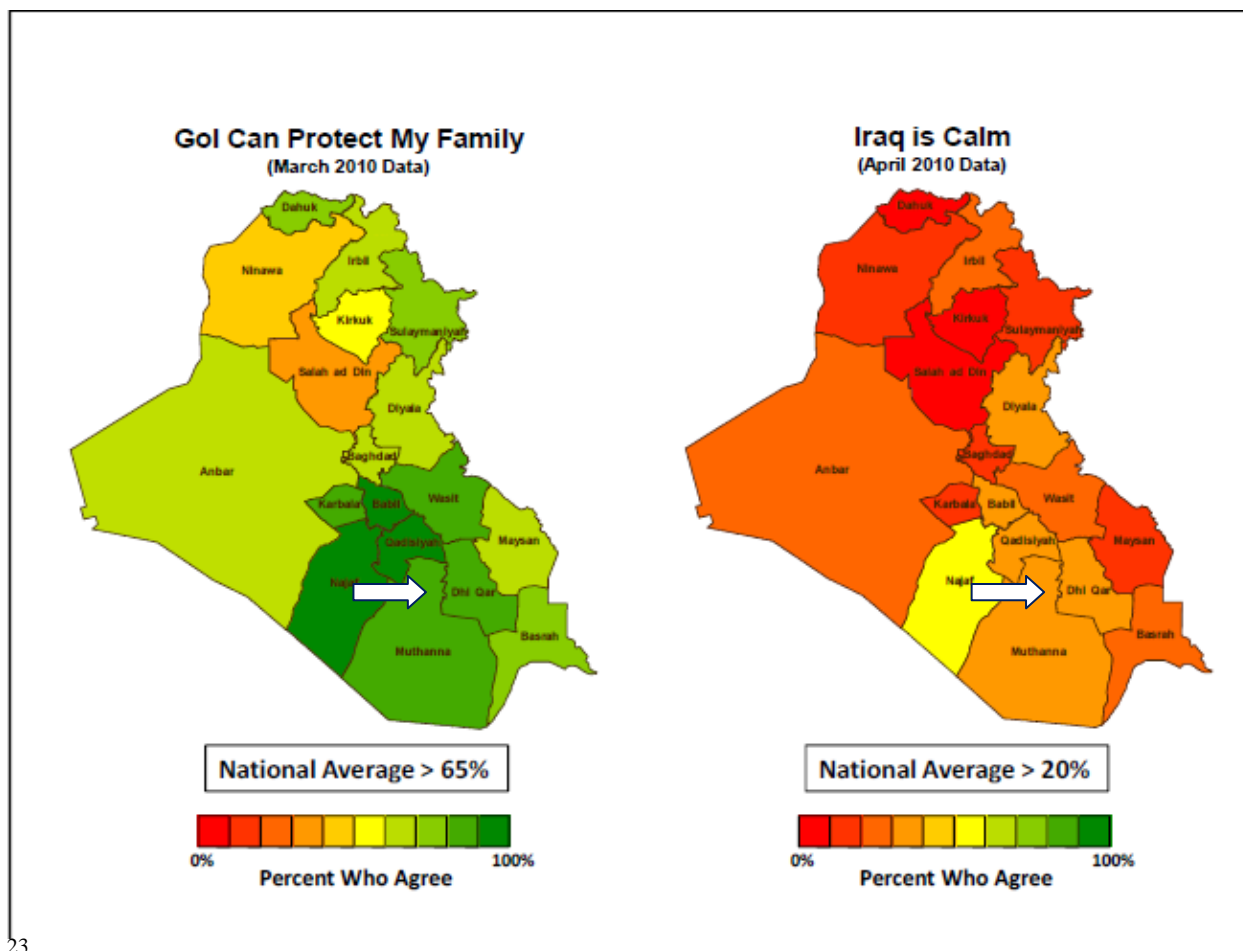 GoI Can Protect My Family
(March 2010 Data)
Dahuk
Ninawa
Irbil
Kirkuk
Sulaymaniyah
Salah ad Din
Diyala
Baghdad
Anbar
Karbala
Babil
Wasit
Qadisiyah
Maysan
Najaf
Dhi Qar
Basrah
Muthanna
National Average > 65%
0% 100%
Percent Who Agree
Iraq is Calm
(April 2010 Data)
Dahuk
Ninawa
Irbil
Kirkuk
Sulaymaniyah
Salah ad Din
Diyala
Baghdad
Anbar
Karbala
Babil
Wasit
Qadisiyah
Maysan
Najaf
Dhi Qar
Basrah
Muthanna
National Average > 20%
0% 100%
Percent Who Agree
23